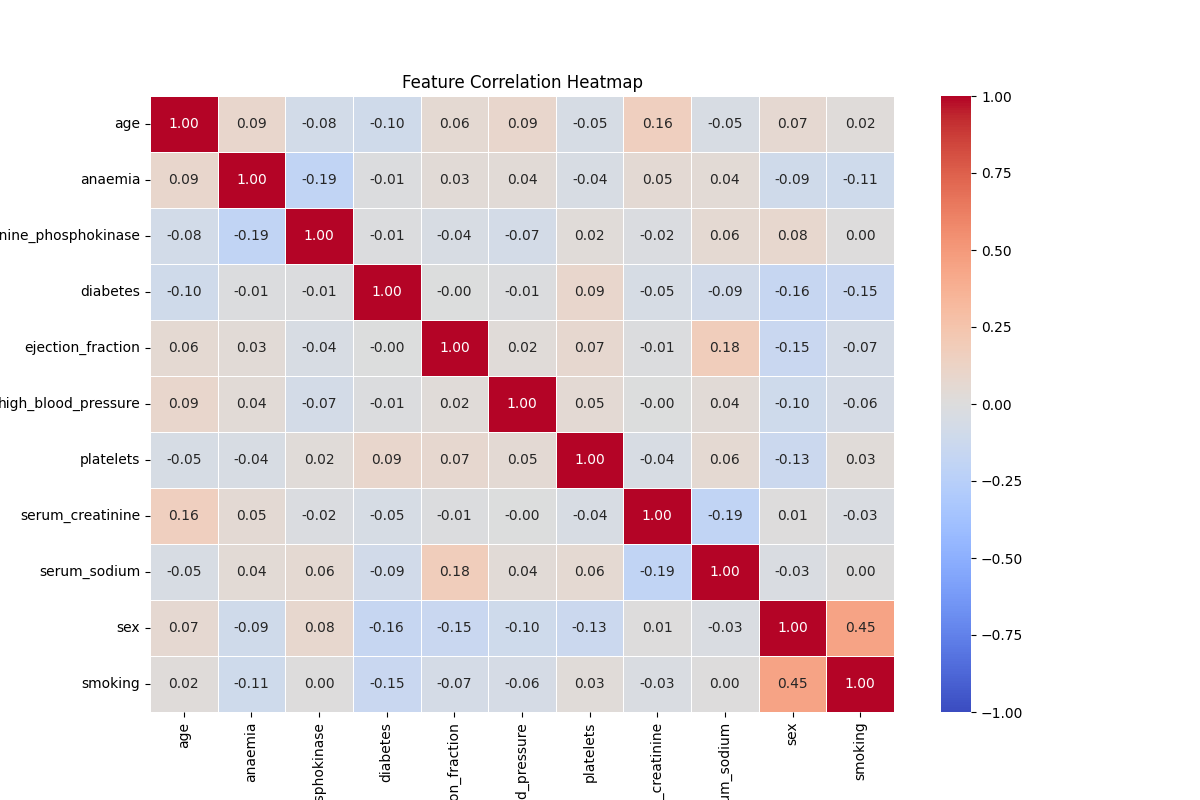 Feature Correlation Heatmap
age 1.00 0.09 -0.08 -0.10 0.06 0.09 -0.05 0.16 -0.05 0.07 0.02
anaemia 0.09 1.00 -0.19 -0.01 0.03 0.04 -0.04 0.05 0.04 -0.09 -0.11
nine_phosphokinase -0.08 -0.19 1.00 -0.01 -0.04 -0.07 0.02 -0.02 0.06 0.08 0.00
diabetes -0.10 -0.01 -0.01 1.00 -0.00 -0.01 0.09 -0.05 -0.09 -0.16 -0.15
ejection_fraction 0.06 0.03 -0.04 -0.00 1.00 0.02 0.07 -0.01 0.18 -0.15 -0.07
high_blood_pressure 0.09 0.04 -0.07 -0.01 0.02 1.00 0.05 -0.00 0.04 -0.10 -0.06
platelets -0.05 -0.04 0.02 0.09 0.07 0.05 1.00 -0.04 0.06 -0.13 0.03
serum_creatinine 0.16 0.05 -0.02 -0.05 -0.01 -0.00 -0.04 1.00 -0.19 0.01 -0.03
serum_sodium -0.05 0.04 0.06 -0.09 0.18 0.04 0.06 -0.19 1.00 -0.03 0.00
sex 0.07 -0.09 0.08 -0.16 -0.15 -0.10 -0.13 0.01 -0.03 1.00 0.45
smoking 0.02 -0.11 0.00 -0.15 -0.07 -0.06 0.03 -0.03 0.00 0.45 1.00
age
anaemia
sphokinase
diabetes
on_fraction
d_pressure
platelets
_creatinine
um_sodium
sex
smoking
1.00
0.75
0.50
0.25
0.00
−0.25
−0.50
−0.75
−1.00